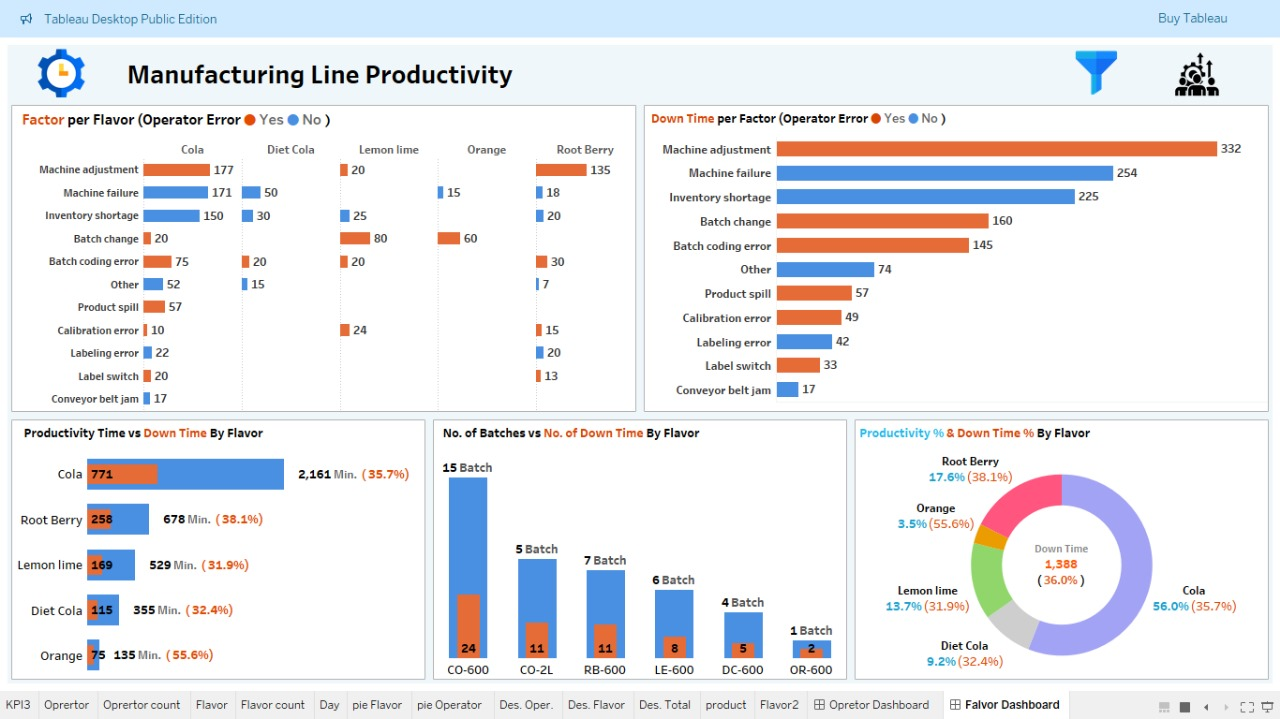 Tableau Desktop Public Edition
Buy Tableau
Manufacturing Line Productivity
Factor per Flavor (Operator Error Yes No )
Cola Diet Cola Lemon lime Orange Root Berry
Machine adjustment 177 20 135
Machine failure 171 50 15 18
Inventory shortage 150 30 25 20
Batch change 20 80 60
Batch coding error 75 20 20 30
Other 52 15 7
Product spill 57
Calibration error 10 24 15
Labeling error 22 20
Label switch 20 13
Conveyor belt jam 17
Down Time per Factor (Operator Error Yes No )
Machine adjustment 332
Machine failure 254
Inventory shortage 225
Batch change 160
Batch coding error 145
Other 74
Product spill 57
Calibration error 49
Labeling error 42
Label switch 33
Conveyor belt jam 17
Productivity Time vs Down Time By Flavor
Cola 771 2,161 Min. (35.7%)
Root Berry 258 678 Min. (38.1%)
Lemon lime 169 529 Min. (31.9%)
Diet Cola 115 355 Min. (32.4%)
Orange 75 135 Min. (55.6%)
No. of Batches vs No. of Down Time By Flavor
15 Batch
5 Batch
7 Batch
6 Batch
4 Batch
1 Batch
24 11 11 8 5 2
CO-600 CO-2L RB-600 LE-600 DC-600 OR-600
Productivity % & Down Time % By Flavor
Root Berry
17.6% (38.1%)
Orange
3.5% (55.6%)
Down Time
1,388
(36.0% )
Lemon lime
13.7% (31.9%)
Cola
56.0% (35.7%)
Diet Cola
9.2% (32.4%)
KPI3 Oprertor Oprertor count Flavor Flavor count Day pie Flavor pie Operator Des. Oper. Des. Flavor Des. Total product Flavor2 Opretor Dashboard Falvor Dashboard